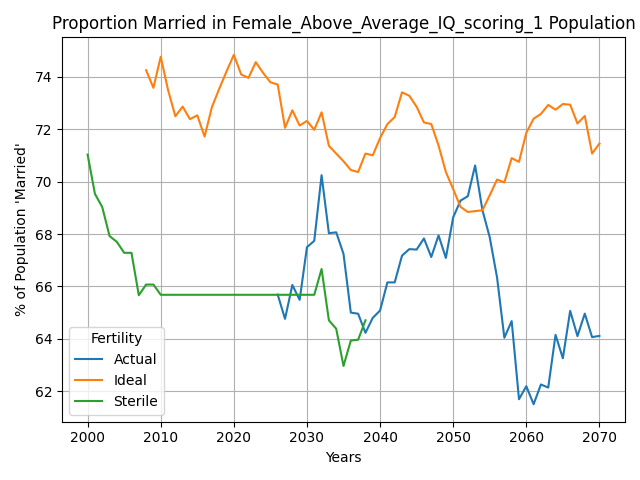 Proportion Married in Female_Above_Average_IQ_scoring_1 Population
% of Population 'Married'
74
72
70
68
66
64
62
Fertility
Actual
Ideal
Sterile
2000 2010 2020 2030 2040 2050 2060 2070
Years